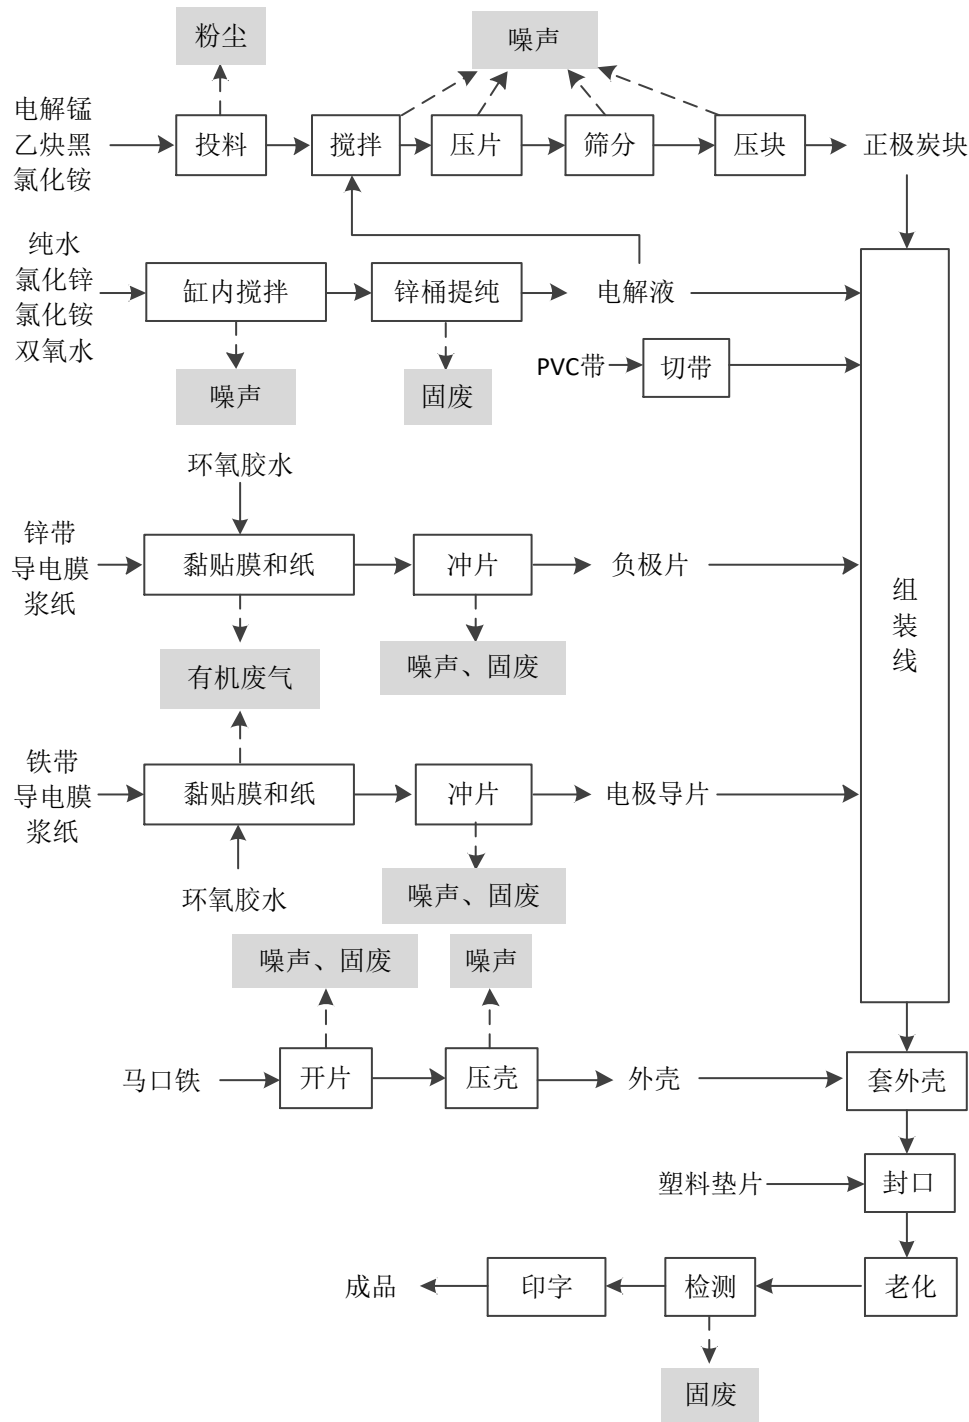 粉尘
噪声
电解锰
乙炔黑
氯化铵
投料
搅拌
压片
筛分
压块
正极炭块
纯水
氯化锌
氯化铵
双氧水
缸内搅拌
锌桶提纯
电解液
噪声
固废
PVC带
切带
环氧胶水
锌带
导电膜
浆纸
黏贴膜和纸
冲片
负极片
组
装
线
有机废气
噪声、固废
铁带
导电膜
浆纸
黏贴膜和纸
冲片
电极导片
环氧胶水
噪声、固废
噪声、固废
噪声
马口铁
开片
压壳
外壳
套外壳
塑料垫片
封口
成品
印字
检测
老化
固废